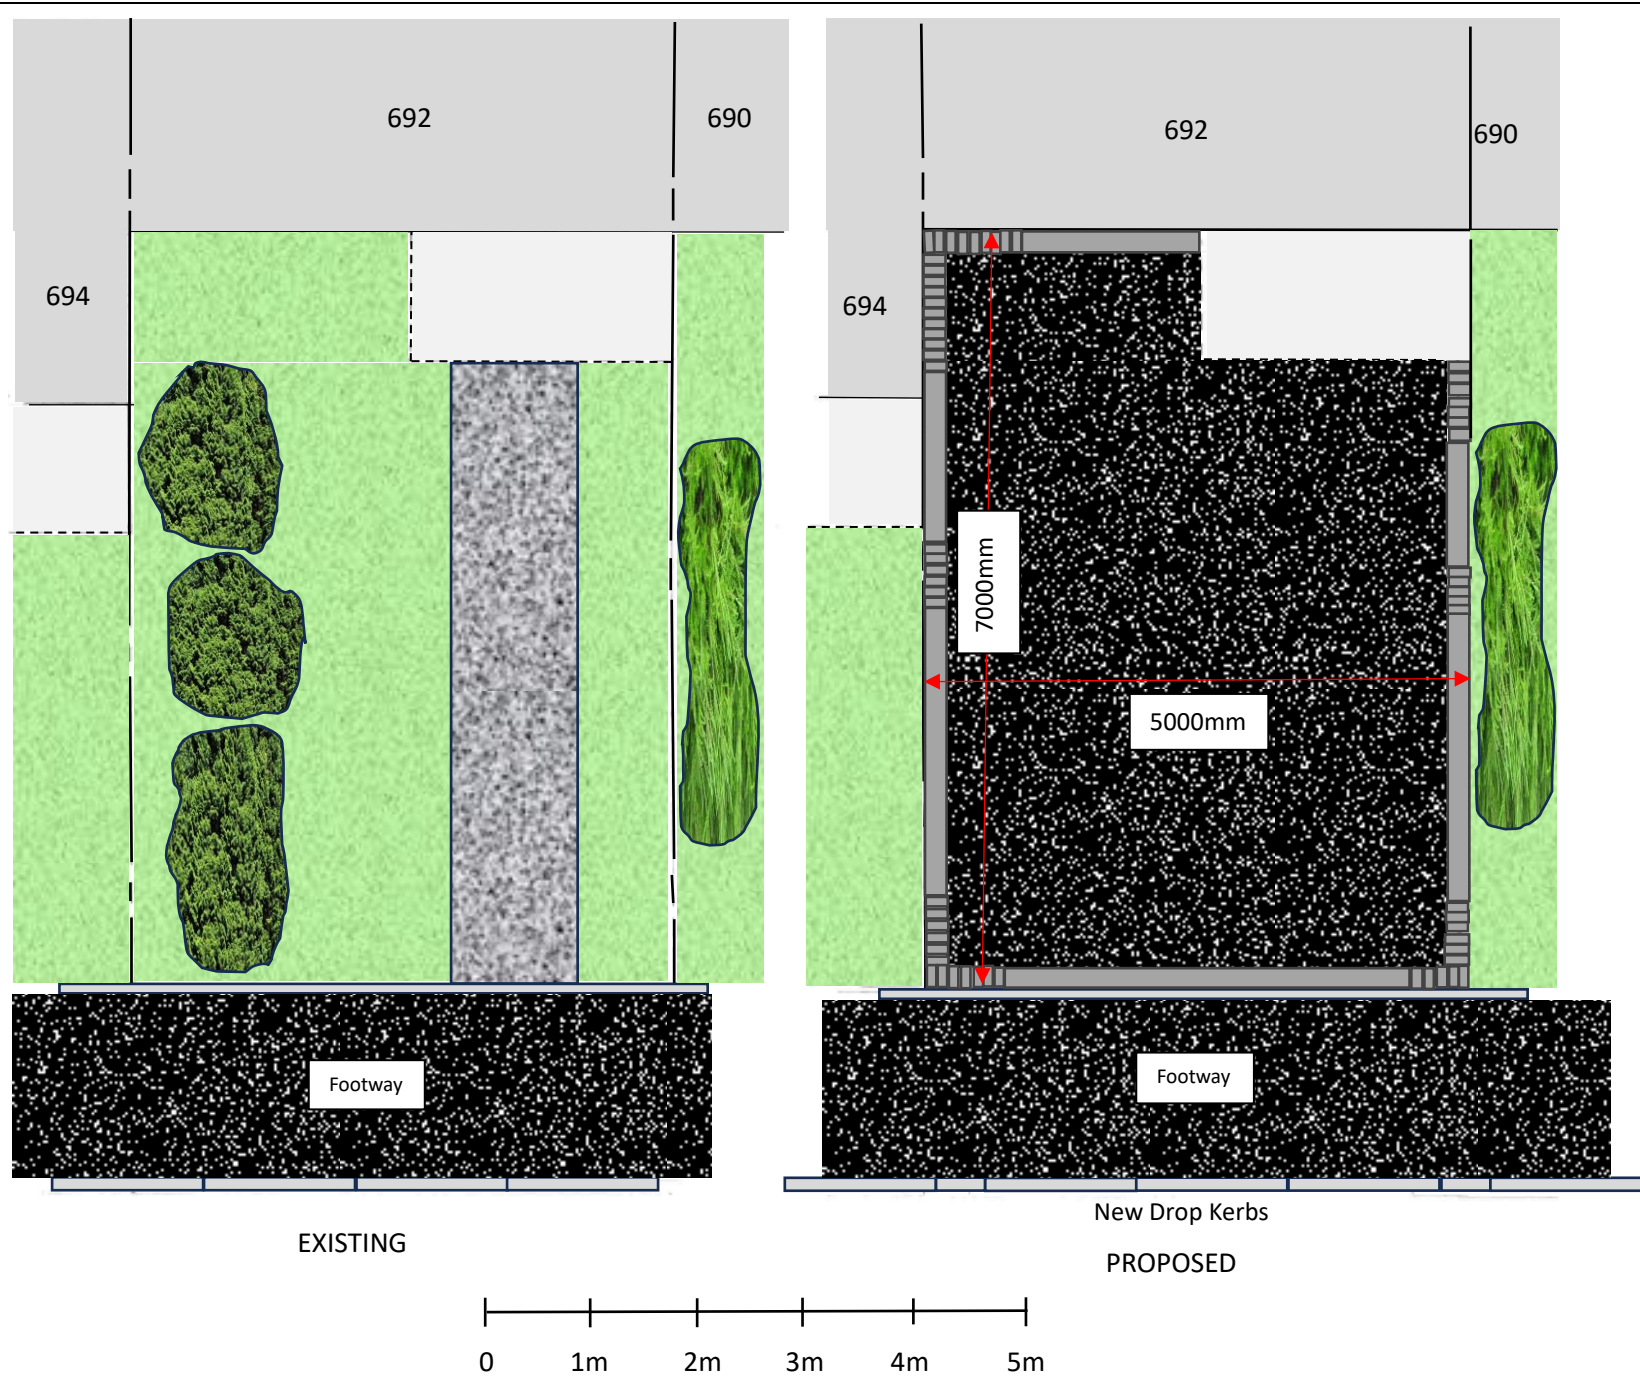 692
690
694
Footway
EXISTING
692
690
694
7000mm
5000mm
Footway
New Drop Kerbs
PROPOSED
0 1m 2m 3m 4m 5m